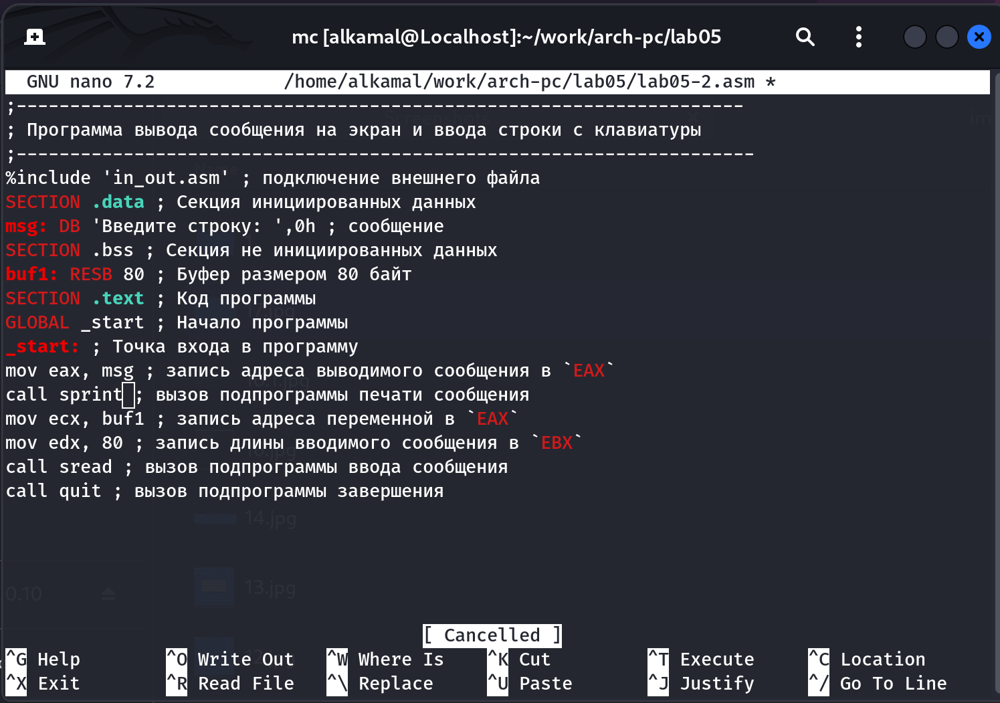 mc [alkamal@Localhost]:~/work/arch-pc/lab05
GNU nano 7.2 /home/alkamal/work/arch-pc/lab05/lab05-2.asm *
;--------------------------------------------------------------------
; Программа вывода сообщения на экран и ввода строки с клавиатуры
;---------------------------------------------------------------------
%include 'in_out.asm' ; подключение внешнего файла
SECTION .data ; Секция инициированных данных
msg: DB 'Введите строку: ',0h ; сообщение
SECTION .bss ; Секция не инициированных данных
buf1: RESB 80 ; Буфер размером 80 байт
SECTION .text ; Код программы
GLOBAL _start ; Начало программы
_start: ; Точка входа в программу
mov eax, msg ; запись адреса выводимого сообщения в `EAX`
call sprint ; вызов подпрограммы печати сообщения
mov ecx, buf1 ; запись адреса переменной в `EAX`
mov edx, 80 ; запись длины вводимого сообщения в `EBX`
call sread ; вызов подпрограммы ввода сообщения
call quit ; вызов подпрограммы завершения
14.jpg
13.jpg
0.10
[ Cancelled ]
^G Help ^O Write Out ^W Where Is ^K Cut ^T Execute ^C Location
^X Exit ^R Read File ^\ Replace ^U Paste ^J Justify ^/ Go To Line